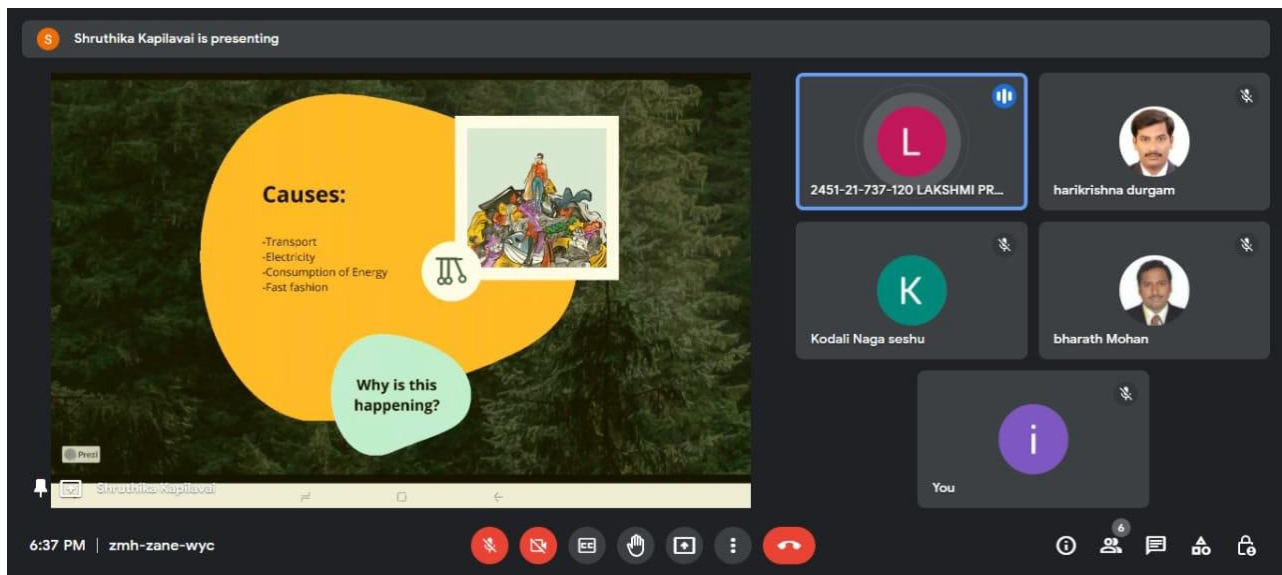 S
Shruthika Kapilavai is presenting
Causes:
-Transport
-Electricity
-Consumption of Energy
-Fast fashion
Why is this
happening?
Prezi
Shruthika Kapilavai
L
2451-21-737-120 LAKSHMI PR...
harikrishna durgam
K
Kodali Naga seshu
bharath Mohan
i
You
6:37 PM | zmh-zane-wyc
CC
6